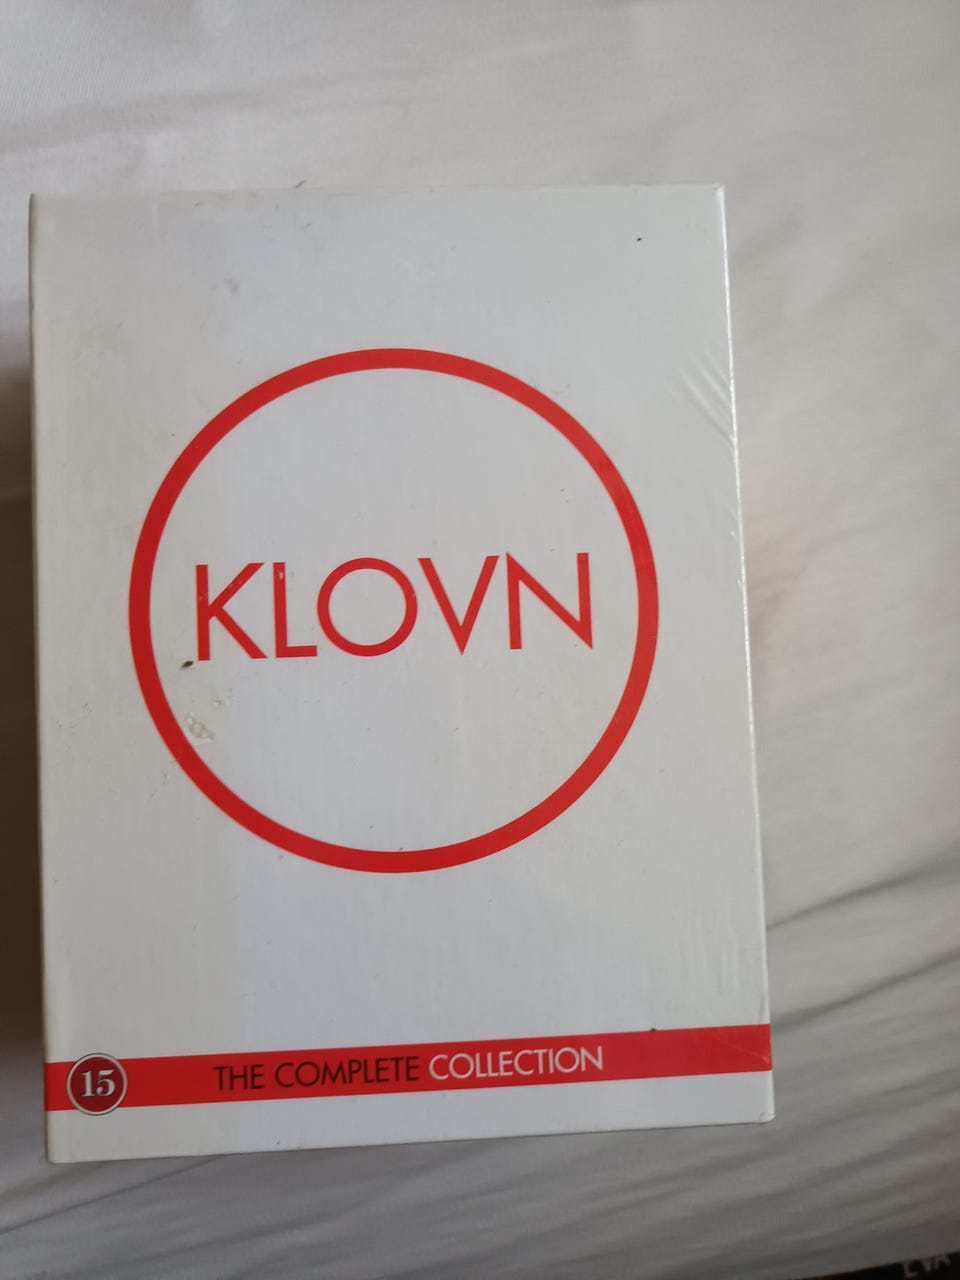 KLOVN
15
THE COMPLETE COLLECTION